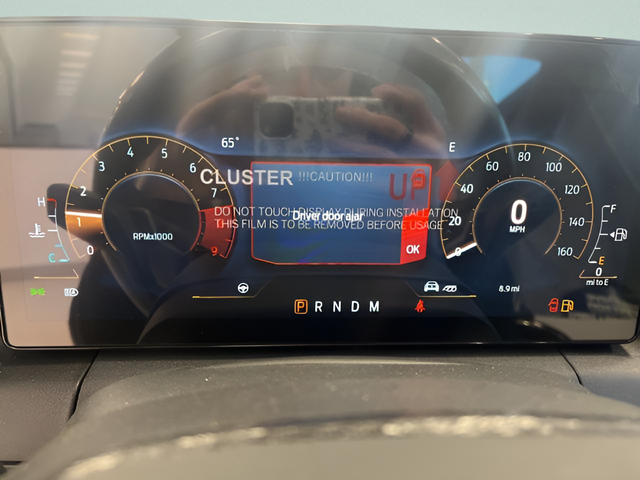 65° E
CLUSTER !!!CAUTION!!! UP
DO NOT TOUCH DISPLAY DURING INSTALLATION
Driver door ajar
THIS FILM IS TO BE REMOVED BEFORE USAGE
OK
0 1 2 3 4 5 6 7 9
RPMx1000
H
C
0 20 40 60 80 100 120 140 160
0
MPH
F
E
0
mi to E
8.9 mi
P R N D M